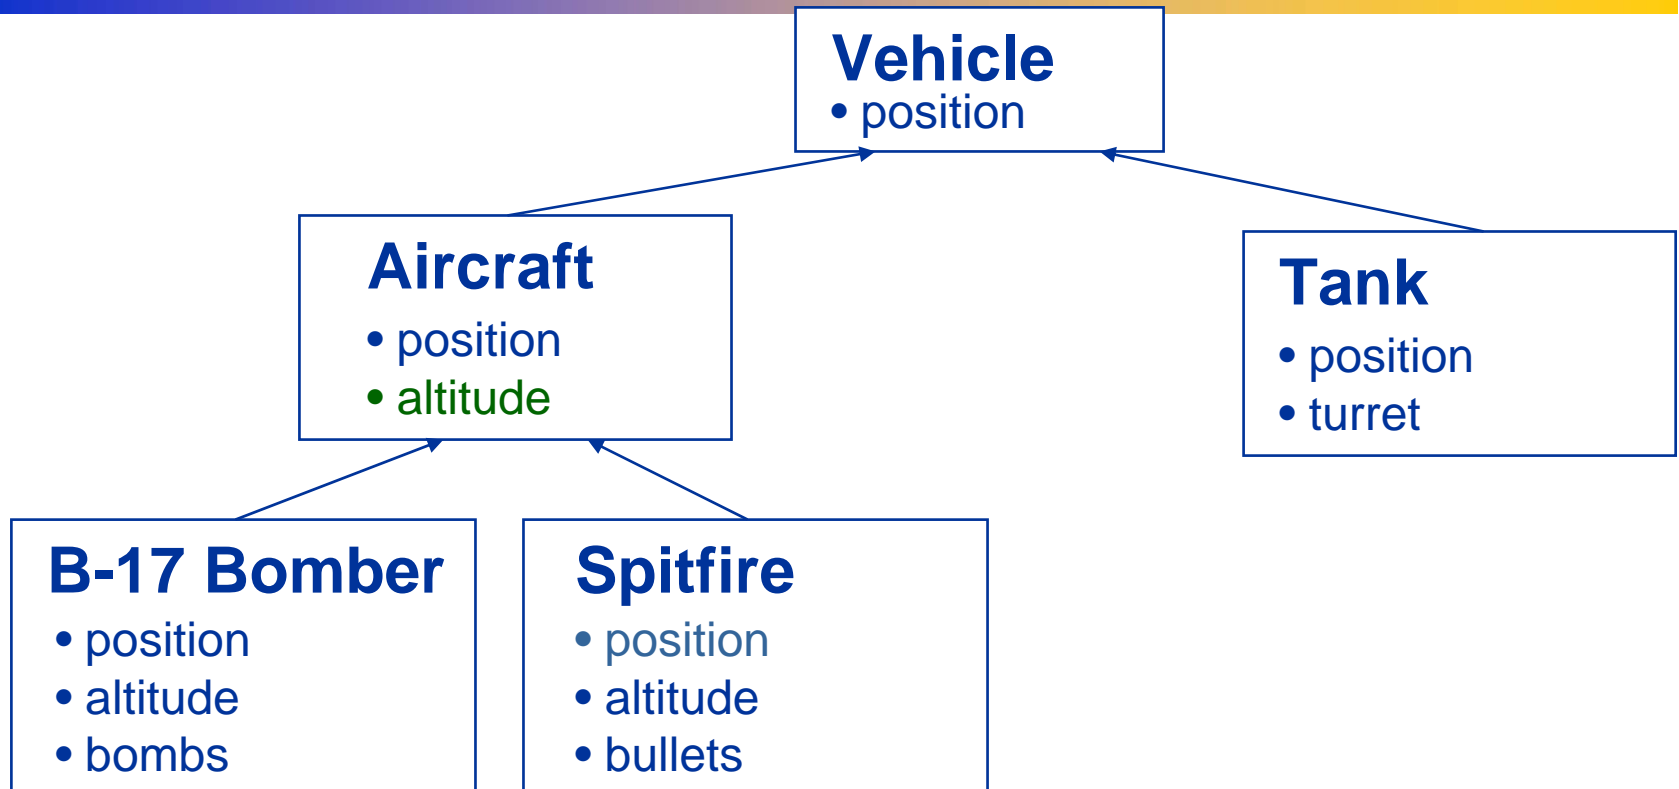 Vehicle
• position
Aircraft
• position
• altitude
Tank
• position
• turret
B-17 Bomber
• position
• altitude
• bombs
Spitfire
• position
• altitude
• bullets